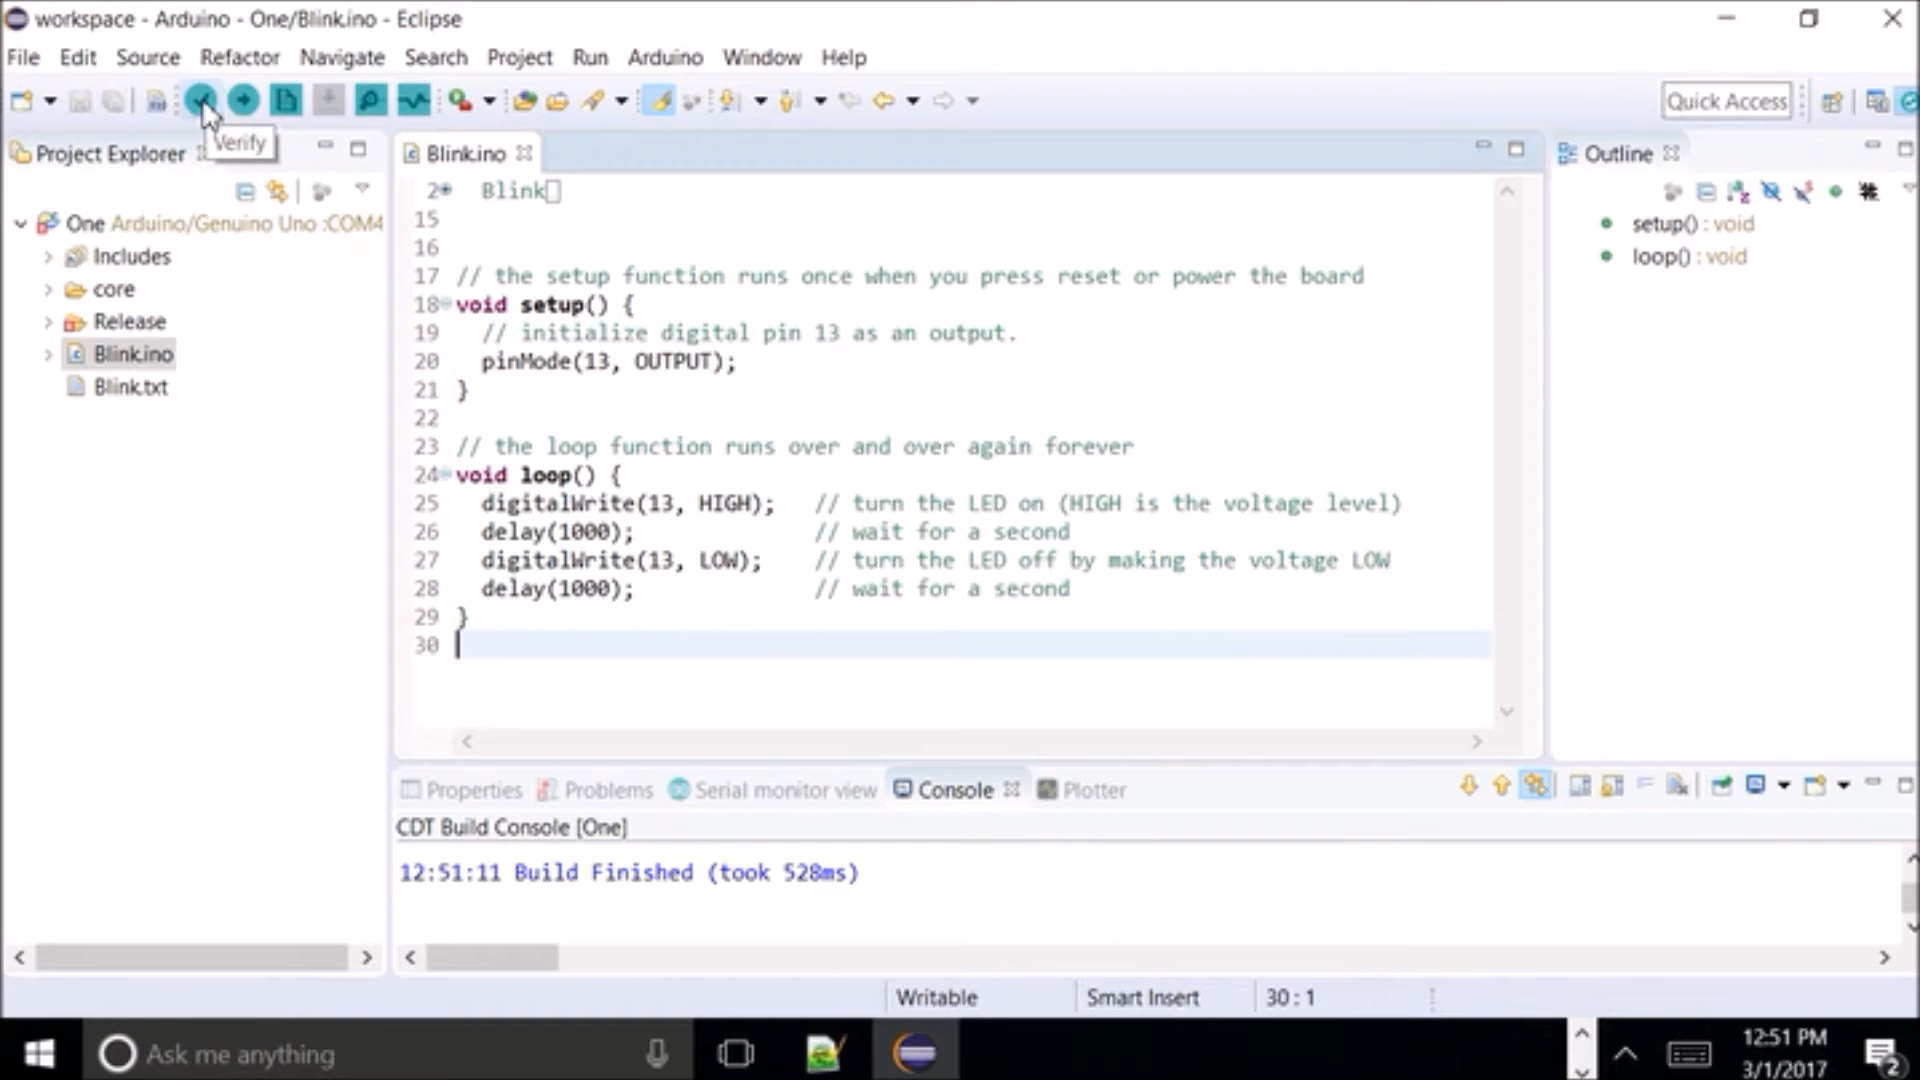 workspace - Arduino - One/Blink.ino - Eclipse
File Edit Source Refactor Navigate Search Project Run Arduino Window Help
Quick Access
Verify
Project Explorer
Blink.ino
Outline
One Arduino/Genuino Uno :COM4
Includes
core
Release
Blink.ino
Blink.txt
2 Blink
15
16
17 // the setup function runs once when you press reset or power the board
18 void setup() {
19 // initialize digital pin 13 as an output.
20 pinMode(13, OUTPUT);
21 }
22
23 // the loop function runs over and over again forever
24 void loop() {
25 digitalWrite(13, HIGH); // turn the LED on (HIGH is the voltage level)
26 delay(1000); // wait for a second
27 digitalWrite(13, LOW); // turn the LED off by making the voltage LOW
28 delay(1000); // wait for a second
29 }
30
setup() : void
loop() : void
Properties Problems Serial monitor view Console Plotter
CDT Build Console [One]
12:51:11 Build Finished (took 528ms)
Writable Smart Insert 30 : 1
Ask me anything
12:51 PM
3/1/2017
2